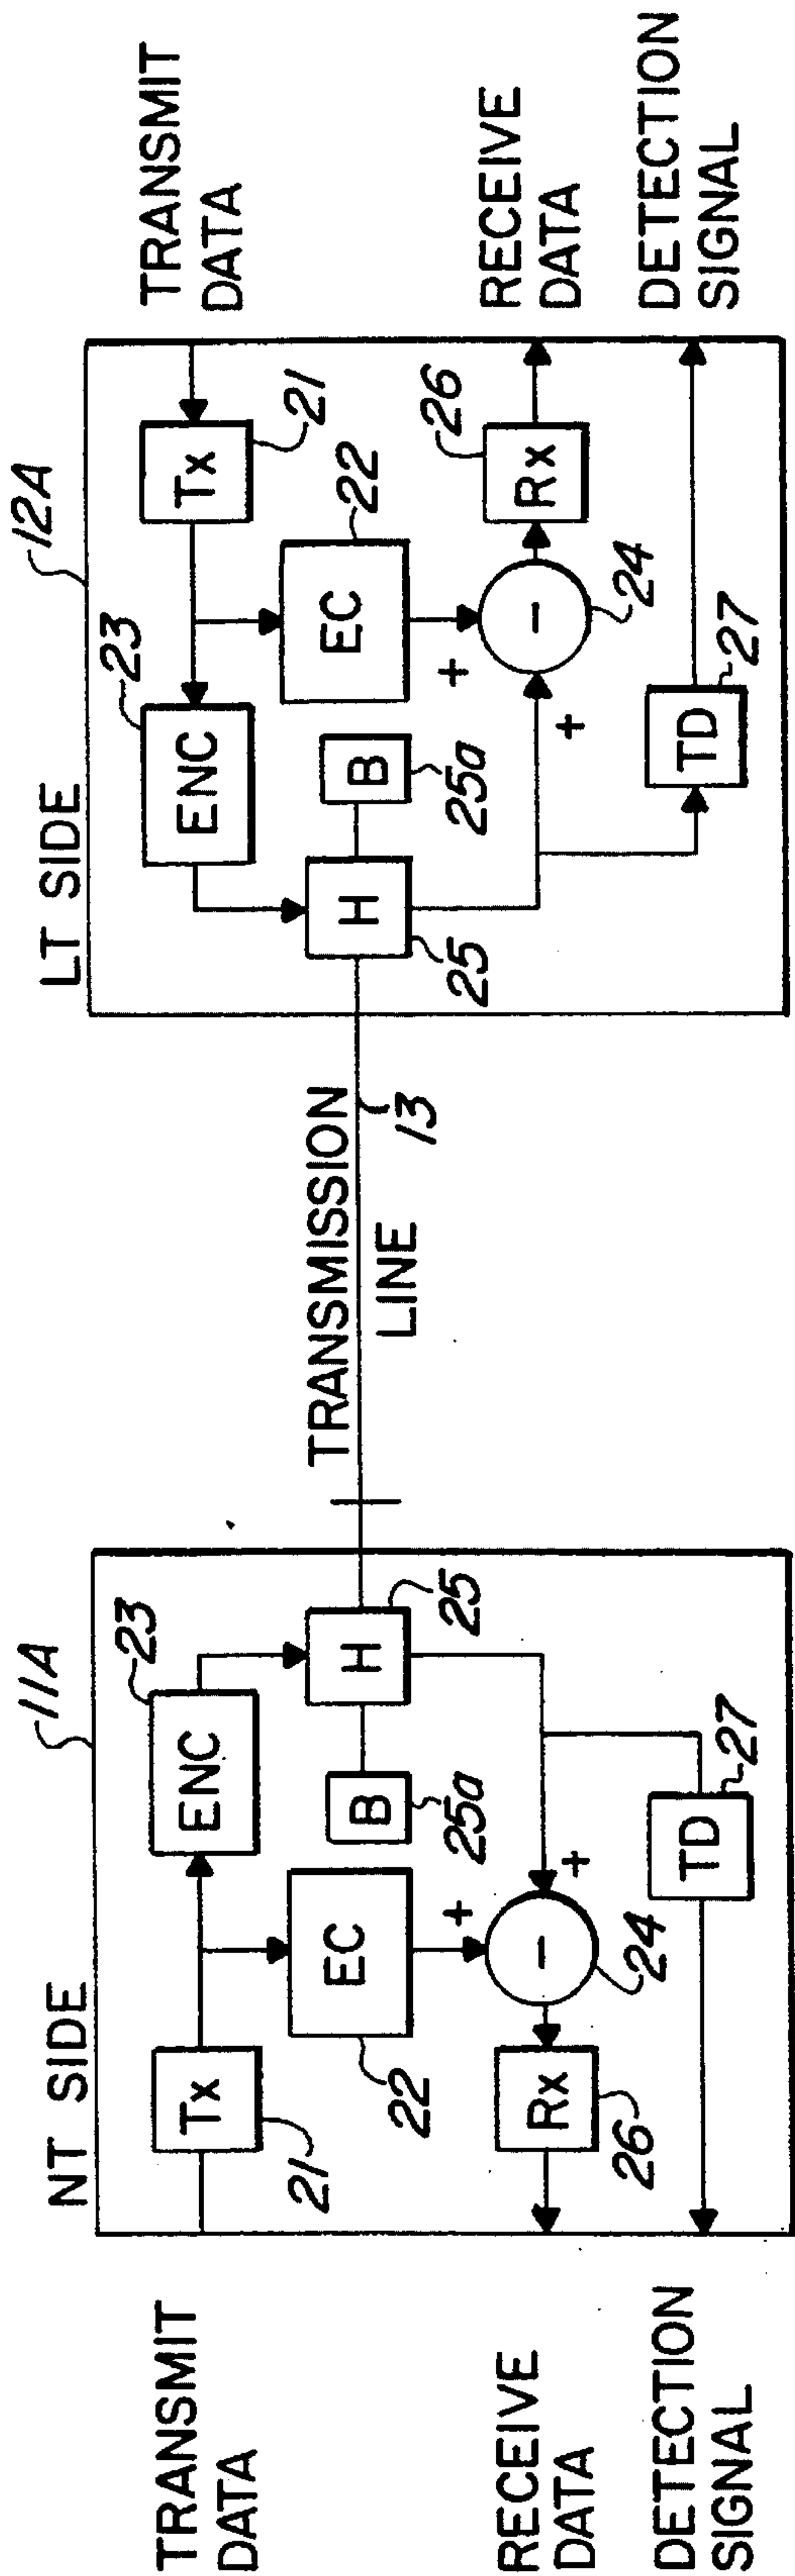 NT SIDE
11A
TRANSMIT
DATA
Tx
21
ENC
23
EC
22
B
25a
H
25
+
+
−
24
RECEIVE
DATA
Rx
26
DETECTION
SIGNAL
TD
27
TRANSMISSION
LINE
13
LT SIDE
12A
ENC
23
Tx
21
TRANSMIT
DATA
H
25
B
25a
EC
22
+
+
−
24
Rx
26
RECEIVE
DATA
TD
27
DETECTION
SIGNAL